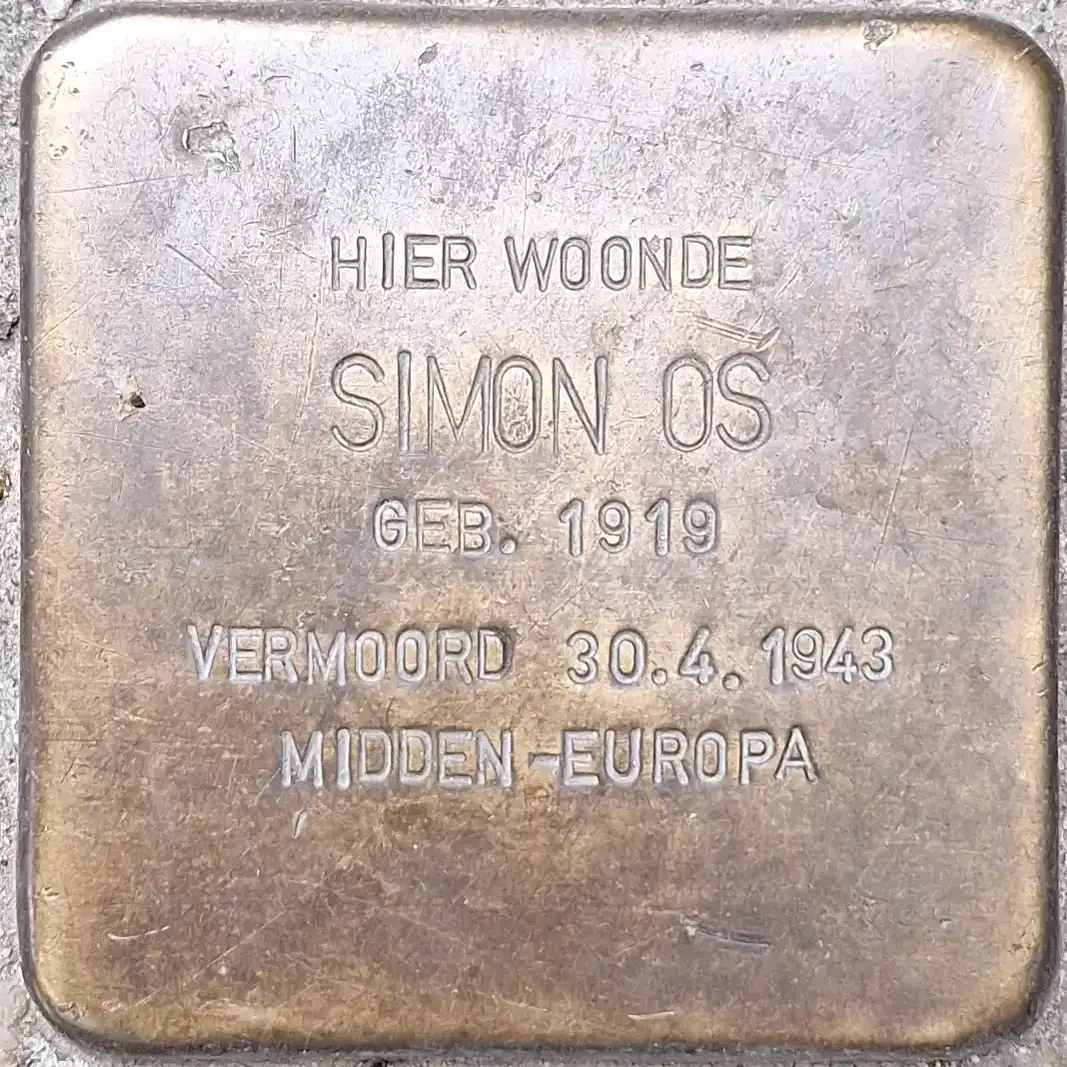 HIER WOONDE
SIMON OS
GEB. 1919
VERMOORD 30.4.1943
MIDDEN-EUROPA